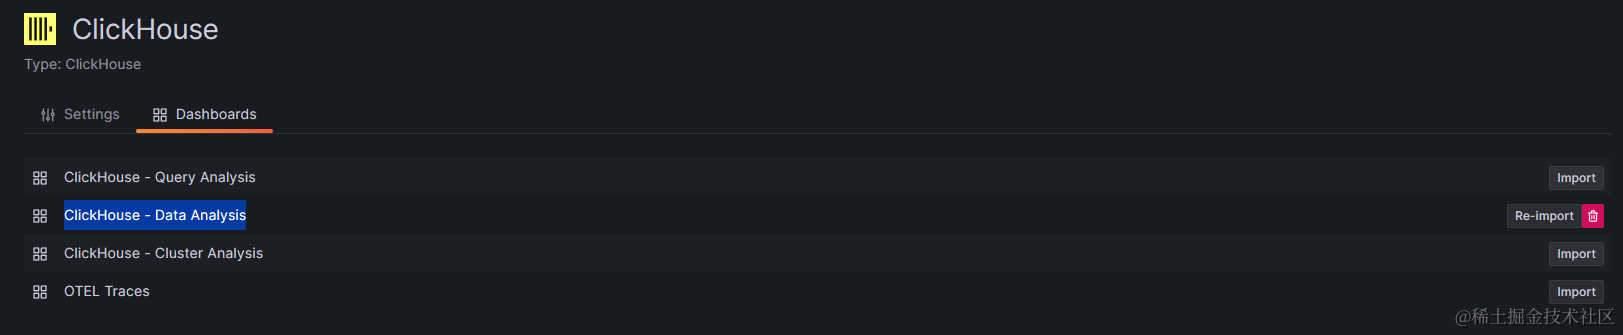 ClickHouse
Type: ClickHouse
Settings Dashboards
ClickHouse - Query Analysis Import
ClickHouse - Data Analysis Re-import
ClickHouse - Cluster Analysis Import
OTEL Traces Import
@稀土掘金技术社区